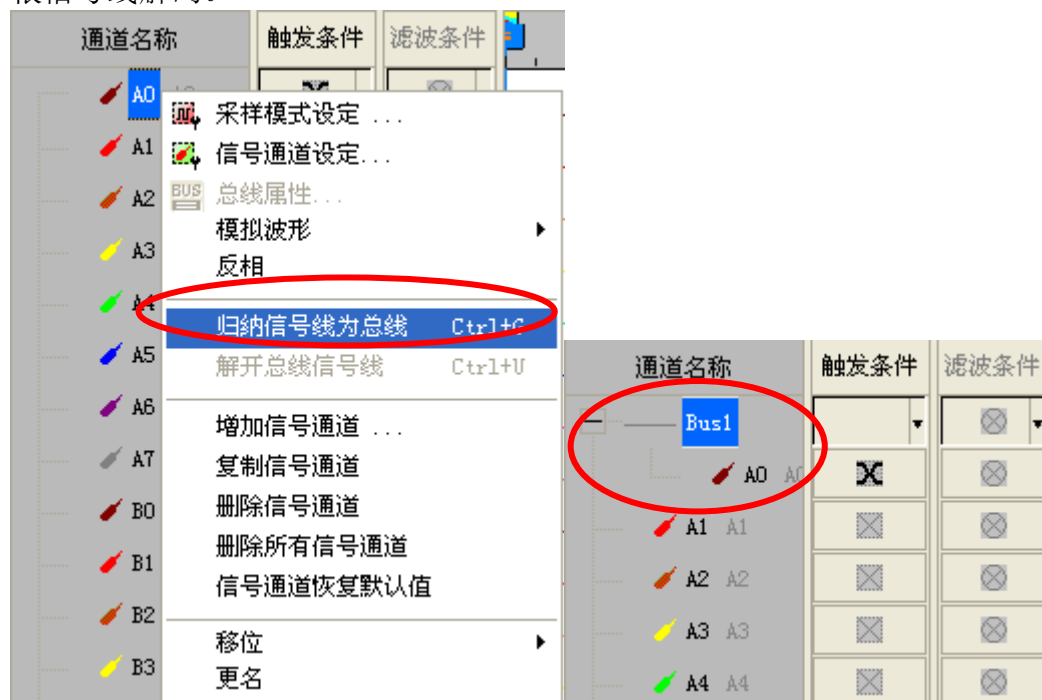 通道名称 触发条件 滤波条件
A0
采样模式设定 ...
A1 信号通道设定...
A2 BUS 总线属性...
模拟波形
A3 反相
A4
归纳信号线为总线 Ctrl+G
A5 解开总线信号线 Ctrl+U
A6 增加信号通道 ...
A7 复制信号通道
B0 删除信号通道
B1 删除所有信号通道
信号通道恢复默认值
B2
移位
B3 更名
通道名称 触发条件 滤波条件
Bus1
A0 A0
A1 A1
A2 A2
A3 A3
A4 A4